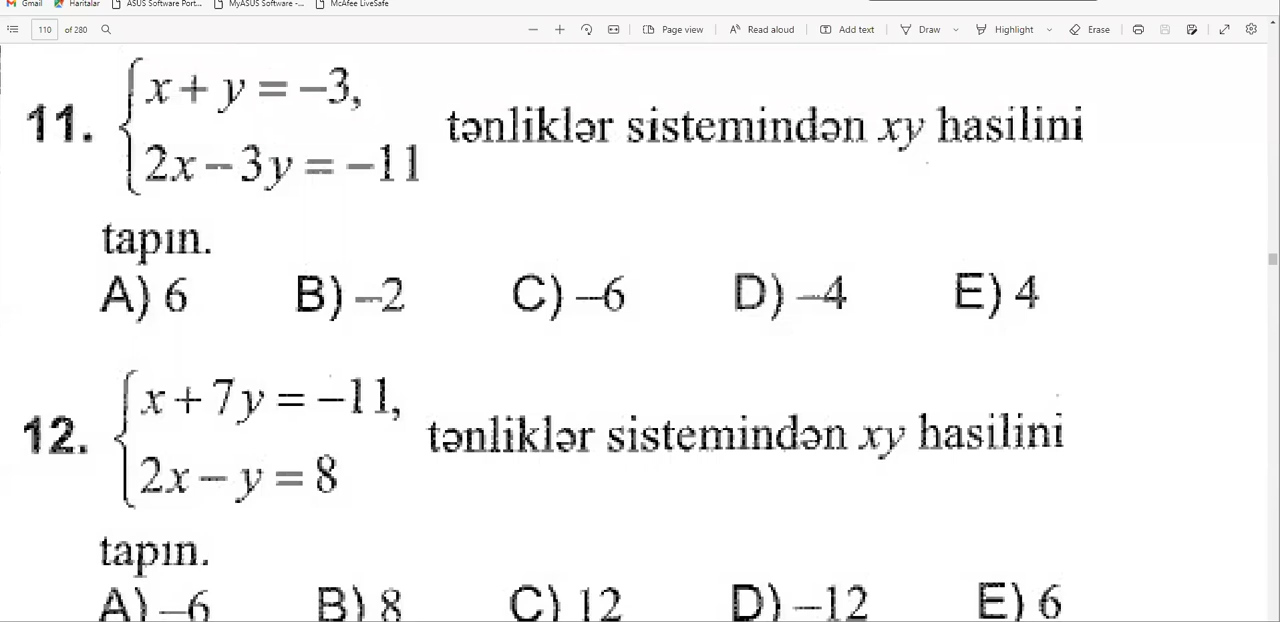 Gmail Haritalar ASUS Software Port... MyASUS Software -... McAfee LiveSafe
110 of 280 Page view Read aloud Add text Draw Highlight Erase
11. { x + y = –3,
2x – 3y = –11 tənliklər sistemindən xy hasilini
tapın.
A) 6 B) –2 C) –6 D) –4 E) 4
12. { x + 7y = –11,
2x – y = 8 tənliklər sistemindən xy hasilini
tapın.
A) –6 B) 8 C) 12 D) –12 E) 6